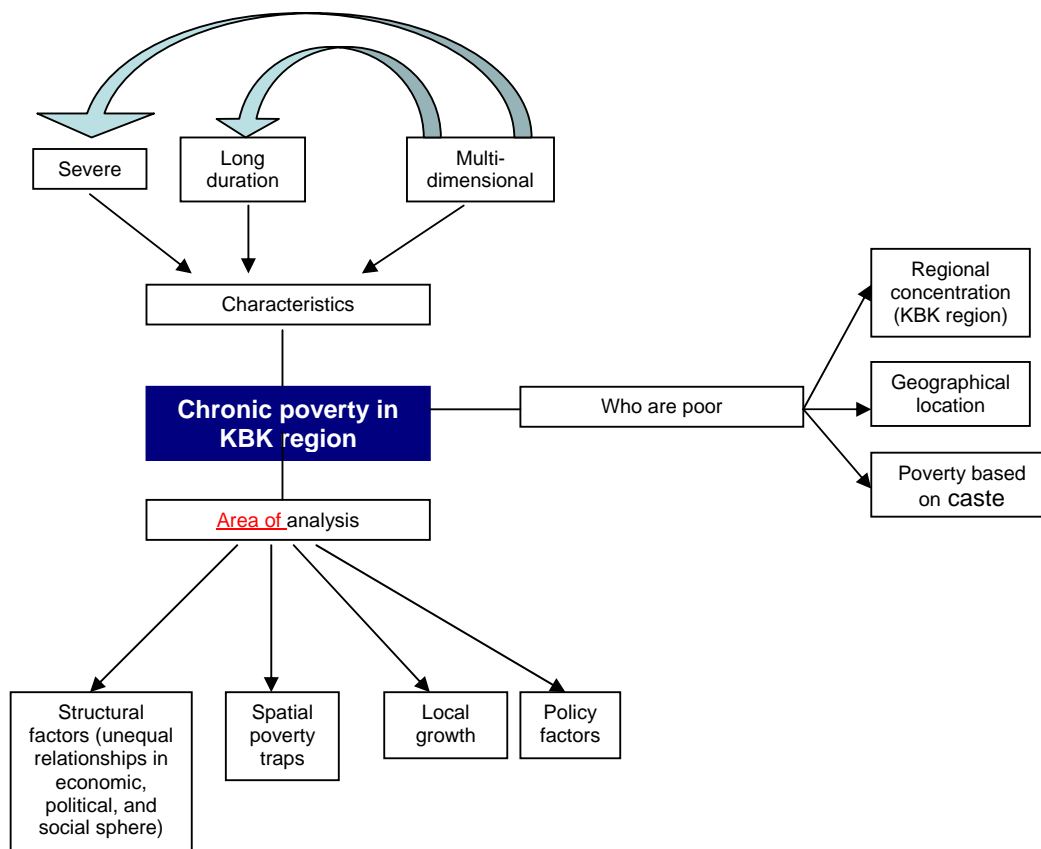 Severe
Long
duration
Multi-
dimensional
Characteristics
Regional
concentration
(KBK region)
Chronic poverty in
KBK region
Who are poor
Geographical
location
Poverty based
on caste
Area of analysis
Structural
factors (unequal
relationships in
economic,
political, and
social sphere)
Spatial
poverty
traps
Local
growth
Policy
factors